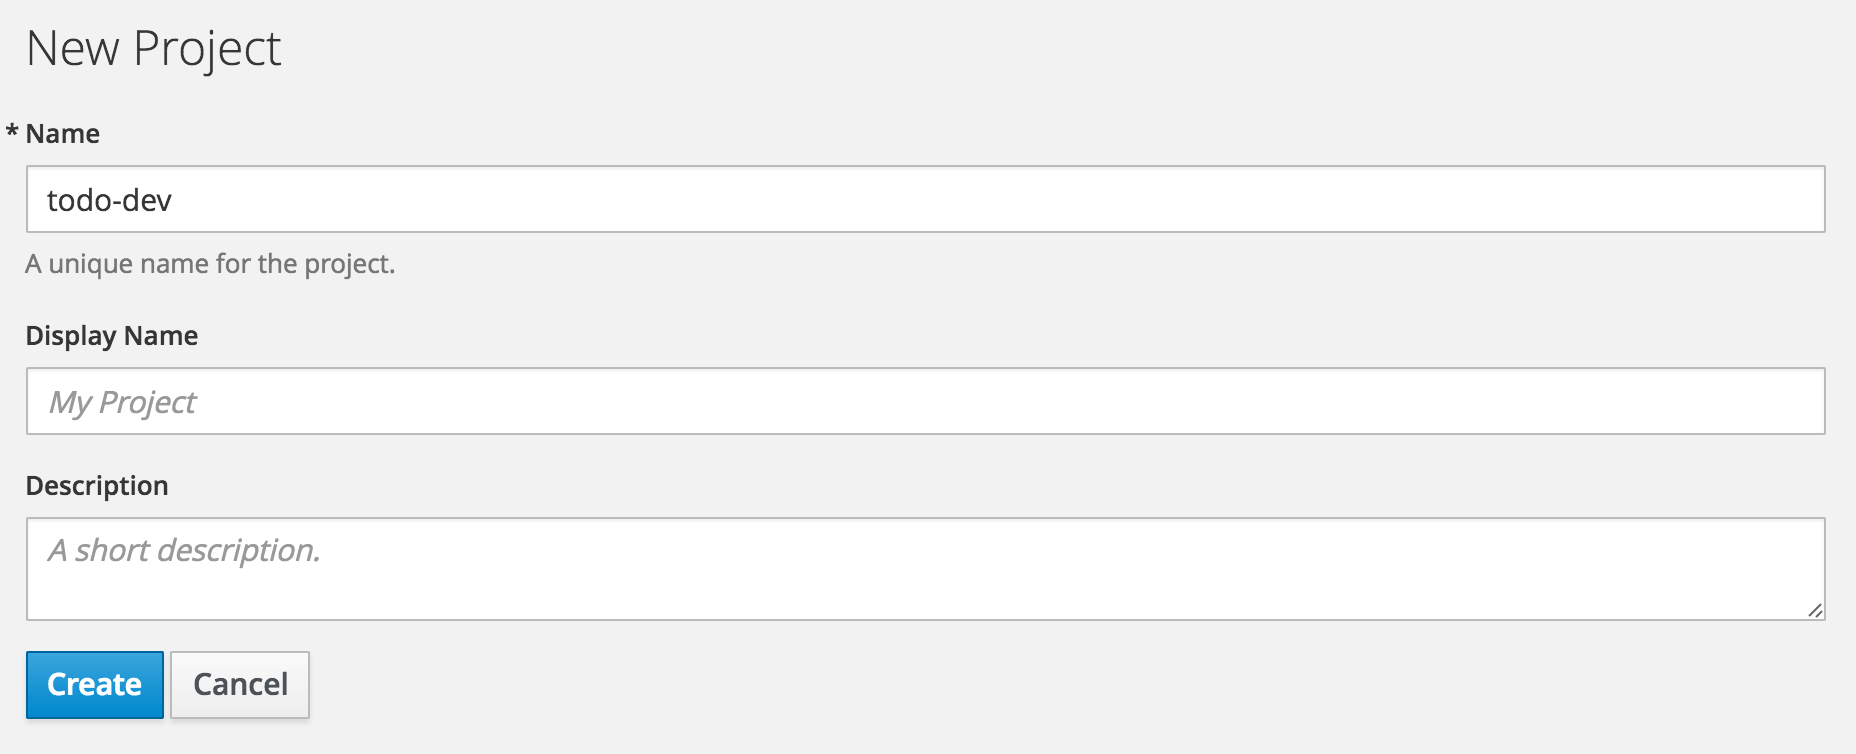 New Project
* Name
todo-dev
A unique name for the project.
Display Name
My Project
Description
A short description.
Create Cancel